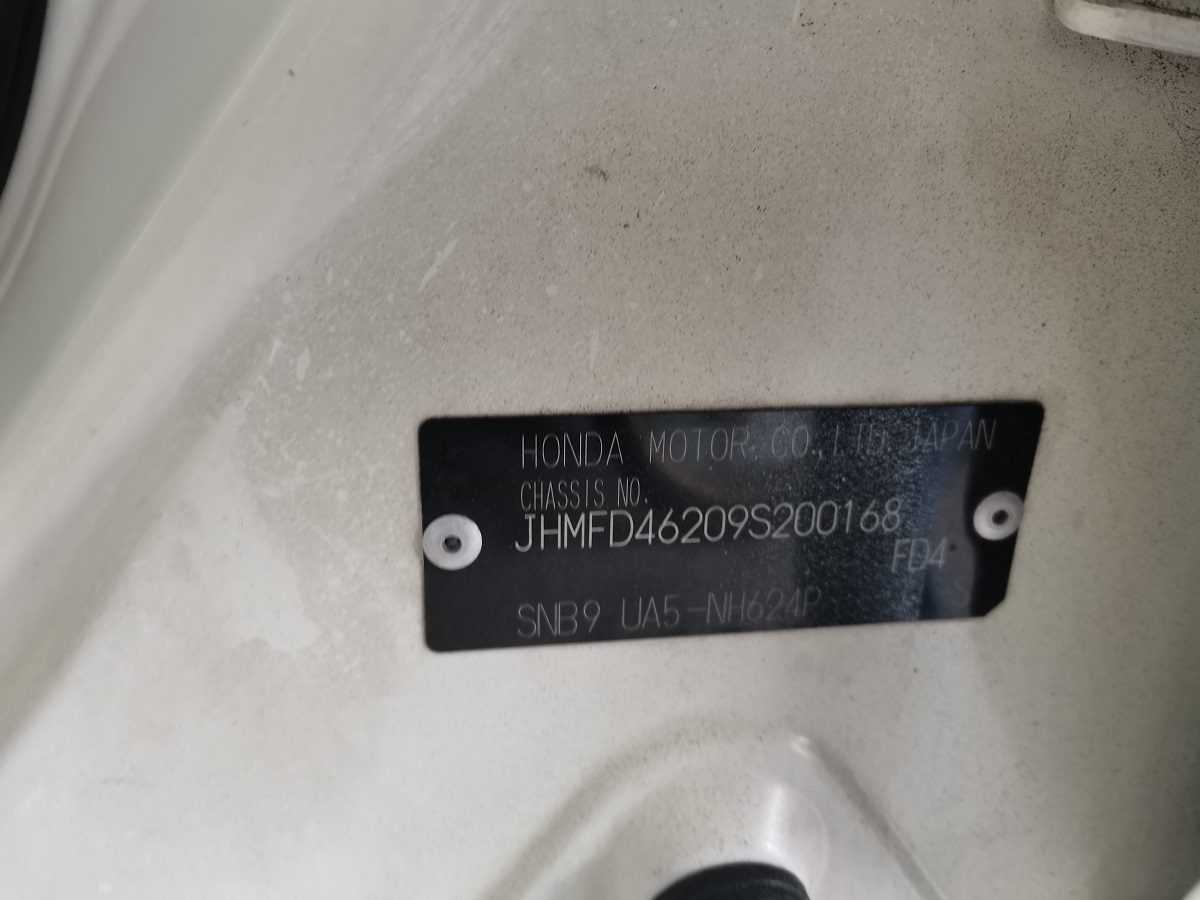 HONDA MOTOR CO.,LTD.JAPAN
CHASSIS NO.
JHMFD46209S200168
FD4
SNB9 UA5-NH624P